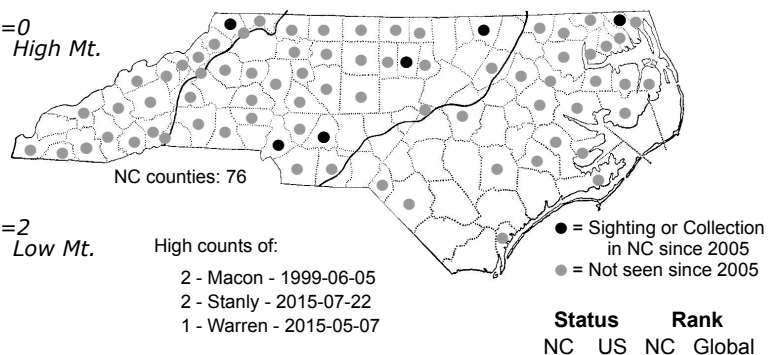 =0
High Mt.
NC counties: 76
=2
Low Mt.
High counts of:
2 - Macon - 1999-06-05
2 - Stanly - 2015-07-22
1 - Warren - 2015-05-07
● = Sighting or Collection
in NC since 2005
● = Not seen since 2005
Status Rank
NC US NC Global